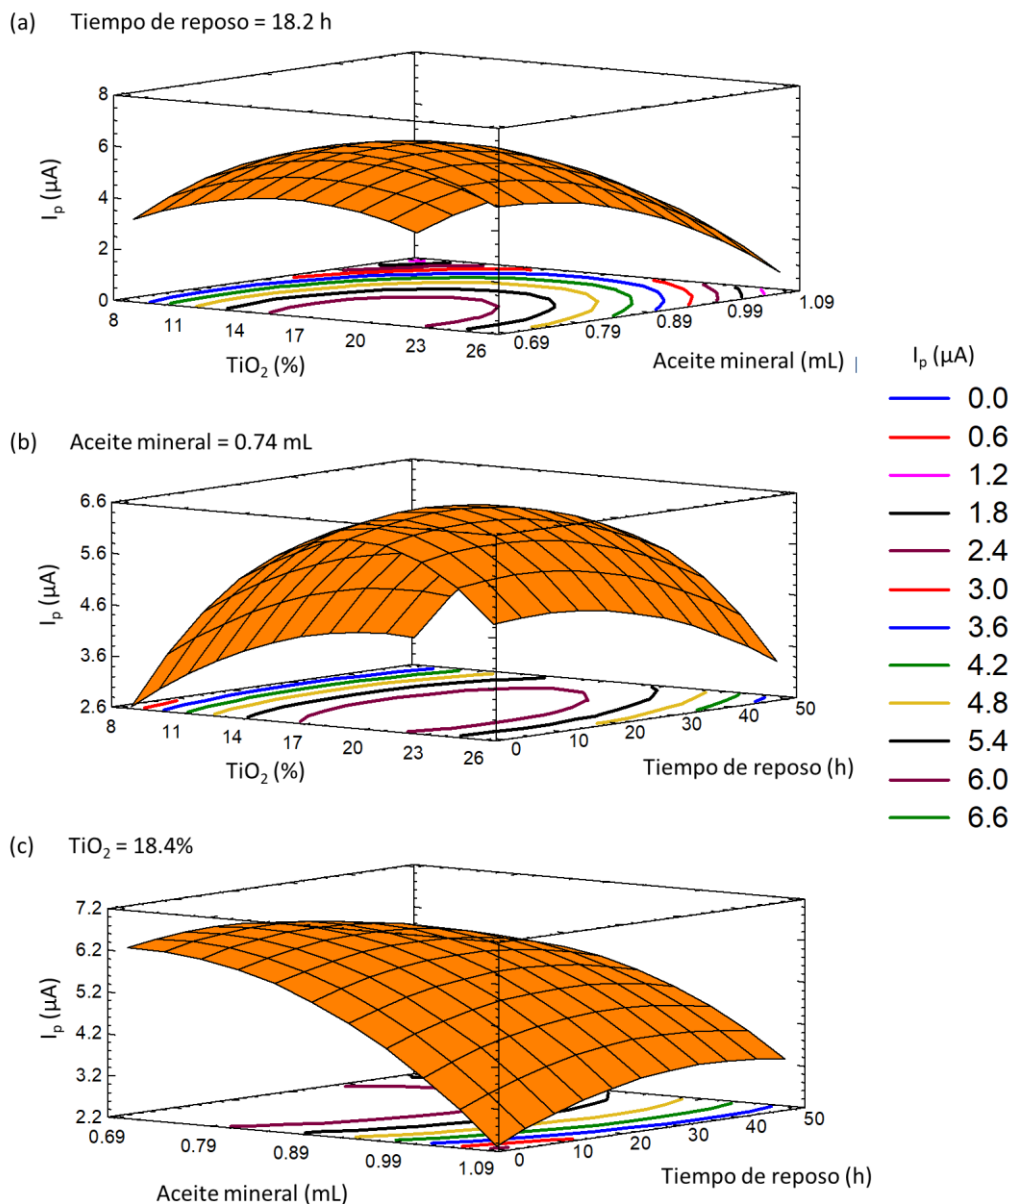 (a) Tiempo de reposo = 18.2 h
8
6
4
2
0
Iₚ (µA)
8 11 14 17 20 23 26
TiO₂ (%)
0.69 0.79 0.89 0.99 1.09
Aceite mineral (mL)
Iₚ (µA)
0.0
0.6
1.2
1.8
2.4
3.0
3.6
4.2
4.8
5.4
6.0
6.6
(b) Aceite mineral = 0.74 mL
6.6
5.6
4.6
3.6
2.6
Iₚ (µA)
8 11 14 17 20 23 26
TiO₂ (%)
0 10 20 30 40 50
Tiempo de reposo (h)
(c) TiO₂ = 18.4%
7.2
6.2
5.2
4.2
3.2
2.2
Iₚ (µA)
0.69 0.79 0.89 0.99 1.09
Aceite mineral (mL)
0 10 20 30 40 50
Tiempo de reposo (h)